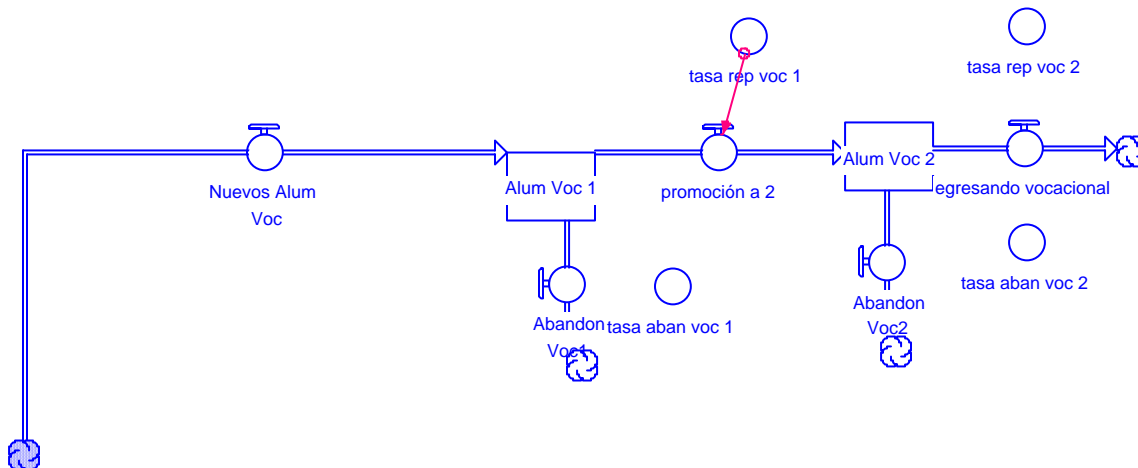 tasa rep voc 1
tasa rep voc 2
Nuevos Alum
Voc
Alum Voc 1
promoción a 2
Alum Voc 2
egresando vocacional
Abandon
Voc1
tasa aban voc 1
Abandon
Voc2
tasa aban voc 2